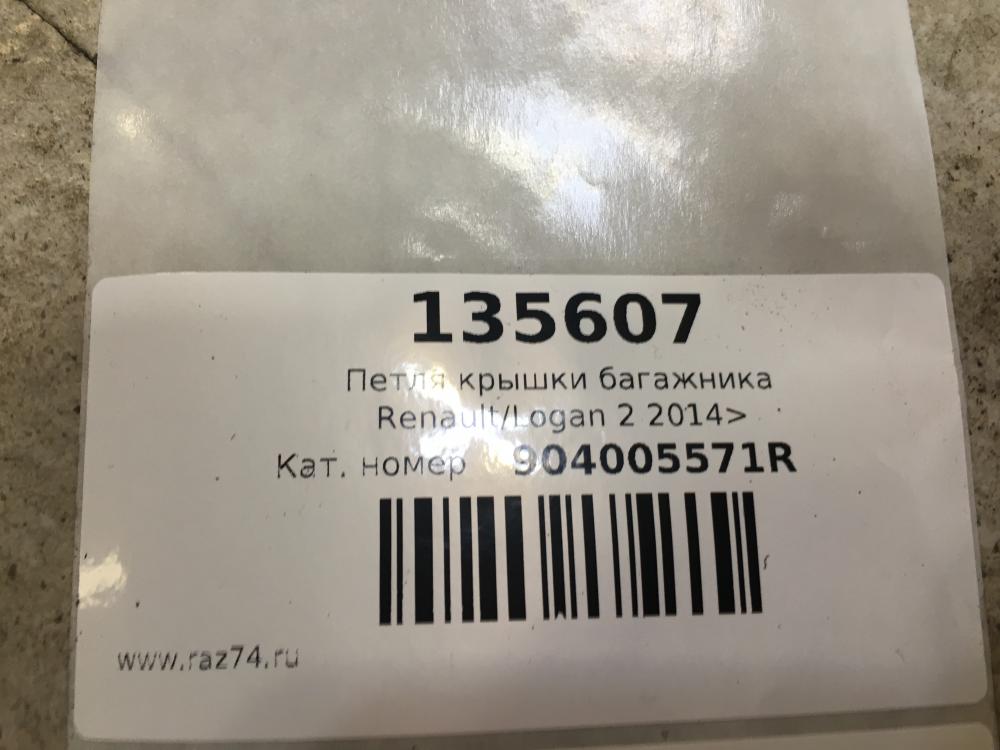 135607
Петля крышки багажника
Renault/Logan 2 2014>
Кат. номер 904005571R
www.raz74.ru